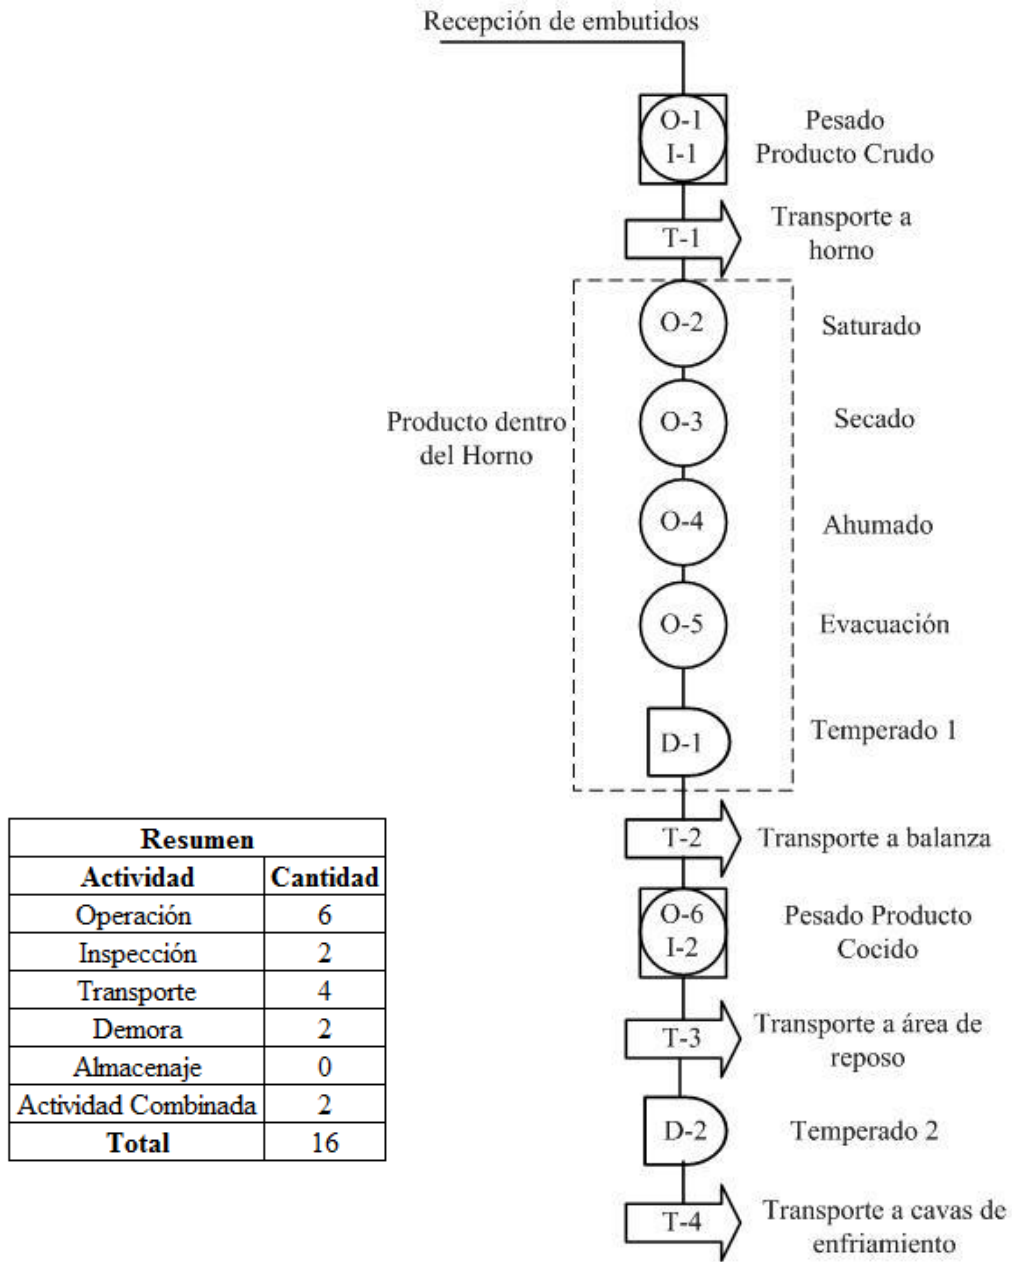 Recepción de embutidos
O-1
I-1
Pesado
Producto Crudo
T-1
Transporte a
horno
O-2
Saturado
Producto dentro
del Horno
O-3
Secado
O-4
Ahumado
O-5
Evacuación
D-1
Temperado 1
T-2
Transporte a balanza
O-6
I-2
Pesado Producto
Cocido
T-3
Transporte a área de
reposo
D-2
Temperado 2
T-4
Transporte a cavas de
enfriamiento
Resumen
Actividad Cantidad
Operación 6
Inspección 2
Transporte 4
Demora 2
Almacenaje 0
Actividad Combinada 2
Total 16